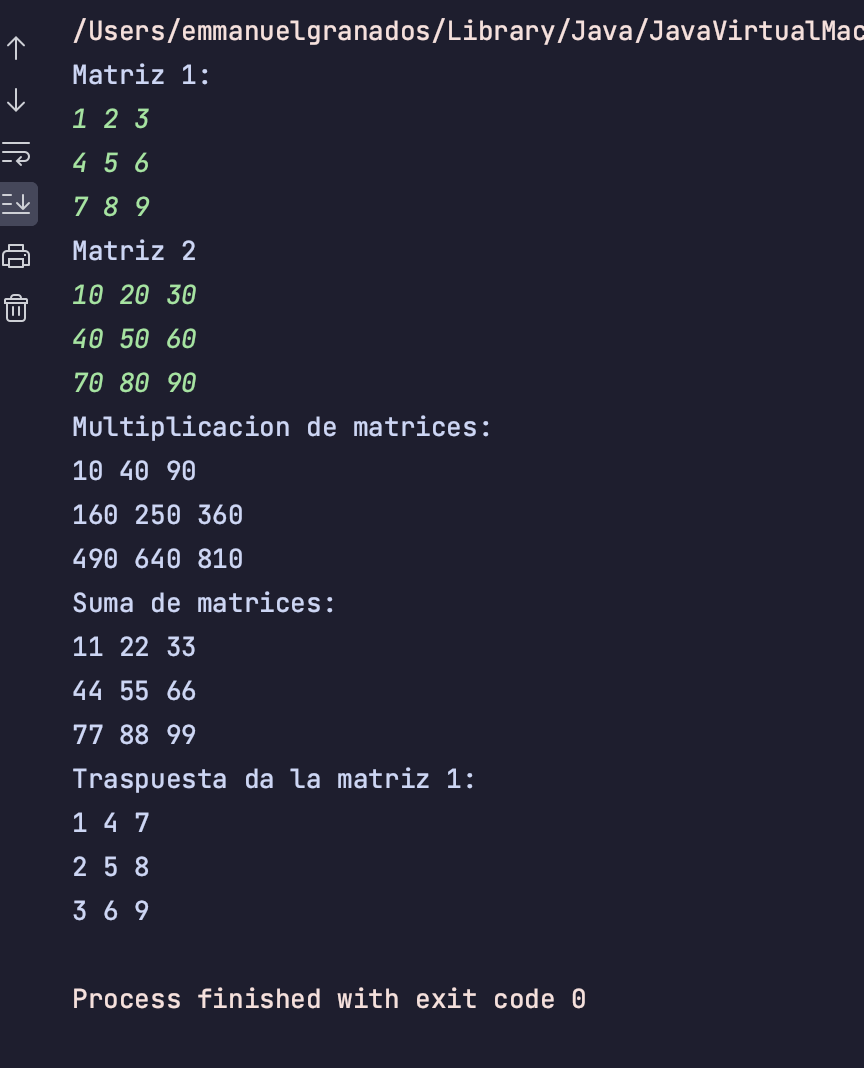 /Users/emmanuelgranados/Library/Java/JavaVirtualMac
Matriz 1:
1 2 3
4 5 6
7 8 9
Matriz 2
10 20 30
40 50 60
70 80 90
Multiplicacion de matrices:
10 40 90
160 250 360
490 640 810
Suma de matrices:
11 22 33
44 55 66
77 88 99
Traspuesta da la matriz 1:
1 4 7
2 5 8
3 6 9
Process finished with exit code 0